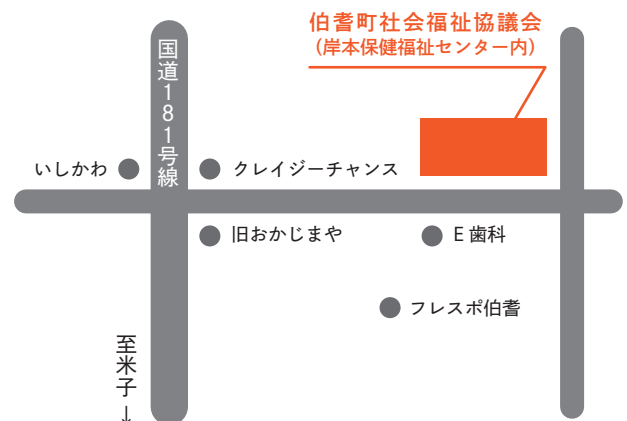 伯耆町社会福祉協議会
（岸本保健福祉センター内）
国道181号線
いしかわ
クレイジーチャンス
旧おかじまや
E歯科
フレスポ伯耆
至米子↓